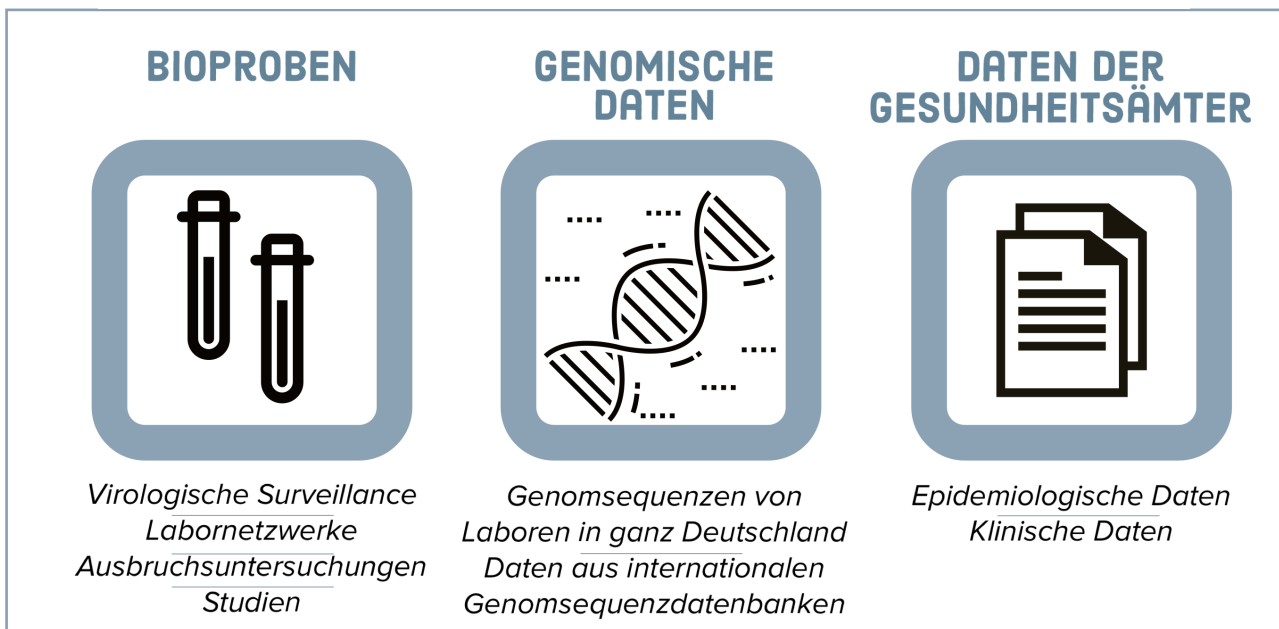 BIOPROBEN
Virologische Surveillance
Labornetzwerke
Ausbruchsuntersuchungen
Studien
GENOMISCHE
DATEN
Genomsequenzen von
Laboren in ganz Deutschland
Daten aus internationalen
Genomsequenzdatenbanken
DATEN DER
GESUNDHEITSÄMTER
Epidemiologische Daten
Klinische Daten